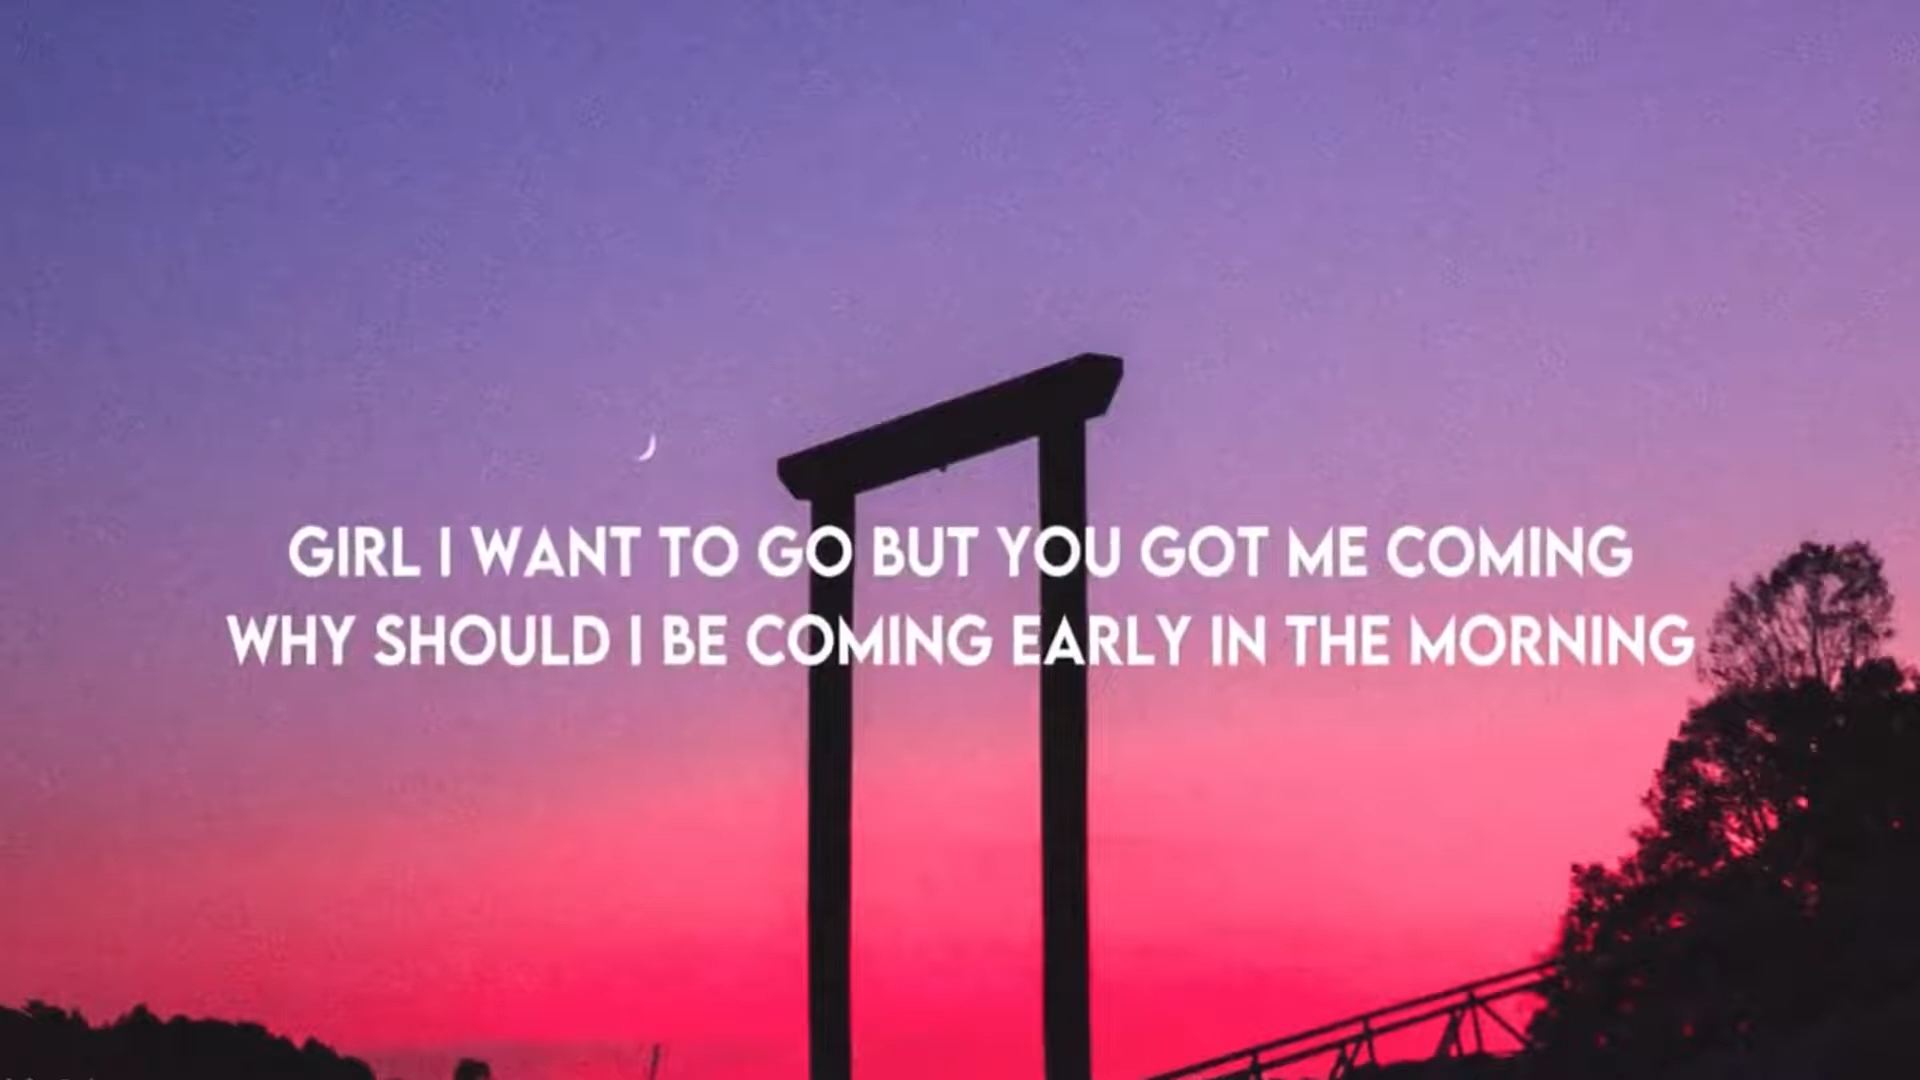 GIRL I WANT TO GO BUT YOU GOT ME COMING
WHY SHOULD I BE COMING EARLY IN THE MORNING